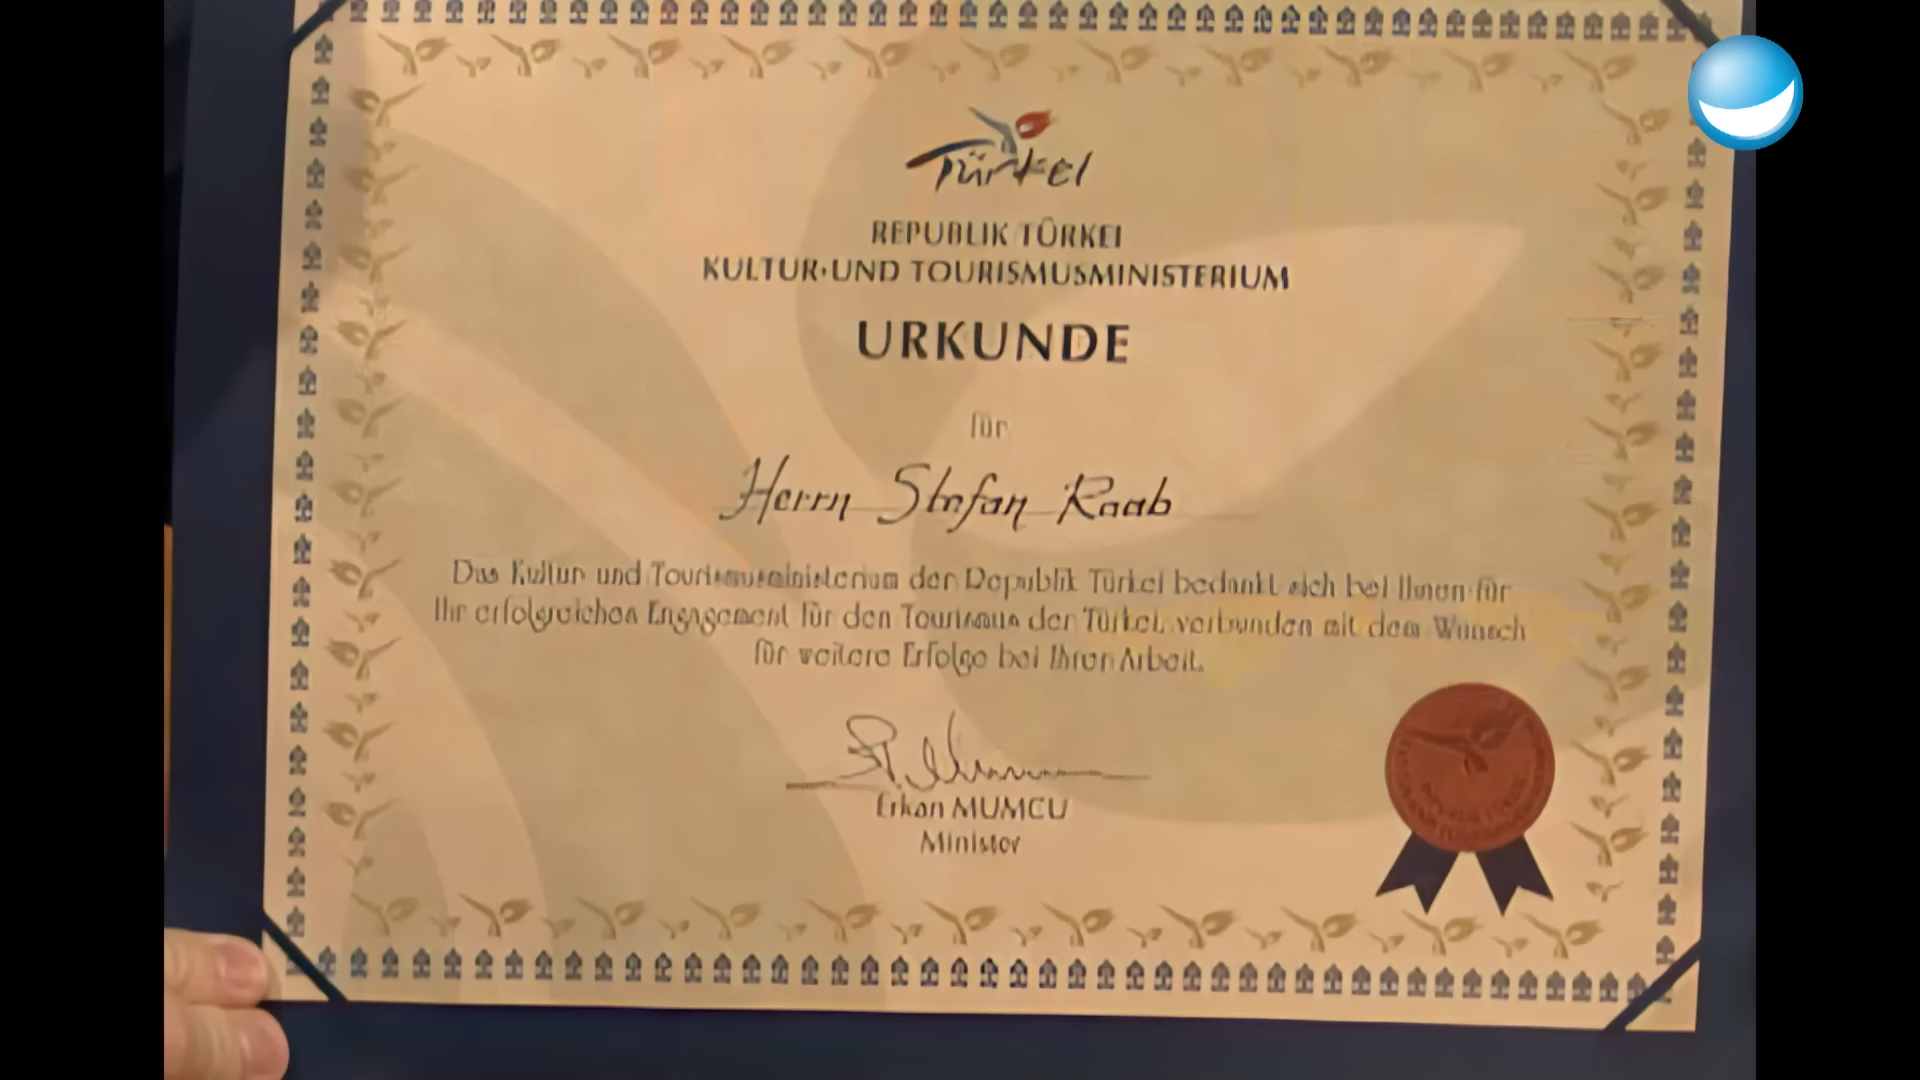 Türkei
REPUBLIK TÜRKEI
KULTUR-UND TOURISMUSMINISTERIUM
URKUNDE
für
Herrn Stefan Raab
Das Kultur und Tourismusministerium der Republik Türkei bedankt sich bei Ihnen für
Ihr erfolgreiches Engagement für den Tourismus der Türkei, verbunden mit dem Wunsch
für weitere Erfolge bei Ihrer Arbeit.
Erkan MUMCU
Minister